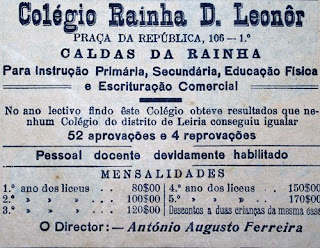 Colégio Rainha D. Leonôr
PRAÇA DA REPÚBLICA, 106 — 1.º
CALDAS DA RAINHA
Para Instrução Primária, Secundária, Educação Física
e Escrituração Comercial
No ano lectivo findo êste Colégio obteve resultados que ne-
nhum Colégio do distrito de Leiria conseguiu igualar
52 aprovações e 4 reprovações
Pessoal docente devidamente habilitado
MENSALIDADES
1.º ano dos liceus . . 80$00
2.º » » » . . 100$00
3.º » » » . . 120$00
4.º ano dos liceus . 150$00
5.º » » » . 170$00
Descontos a duas crianças da mesma casa
O Director: — António Augusto Ferreira